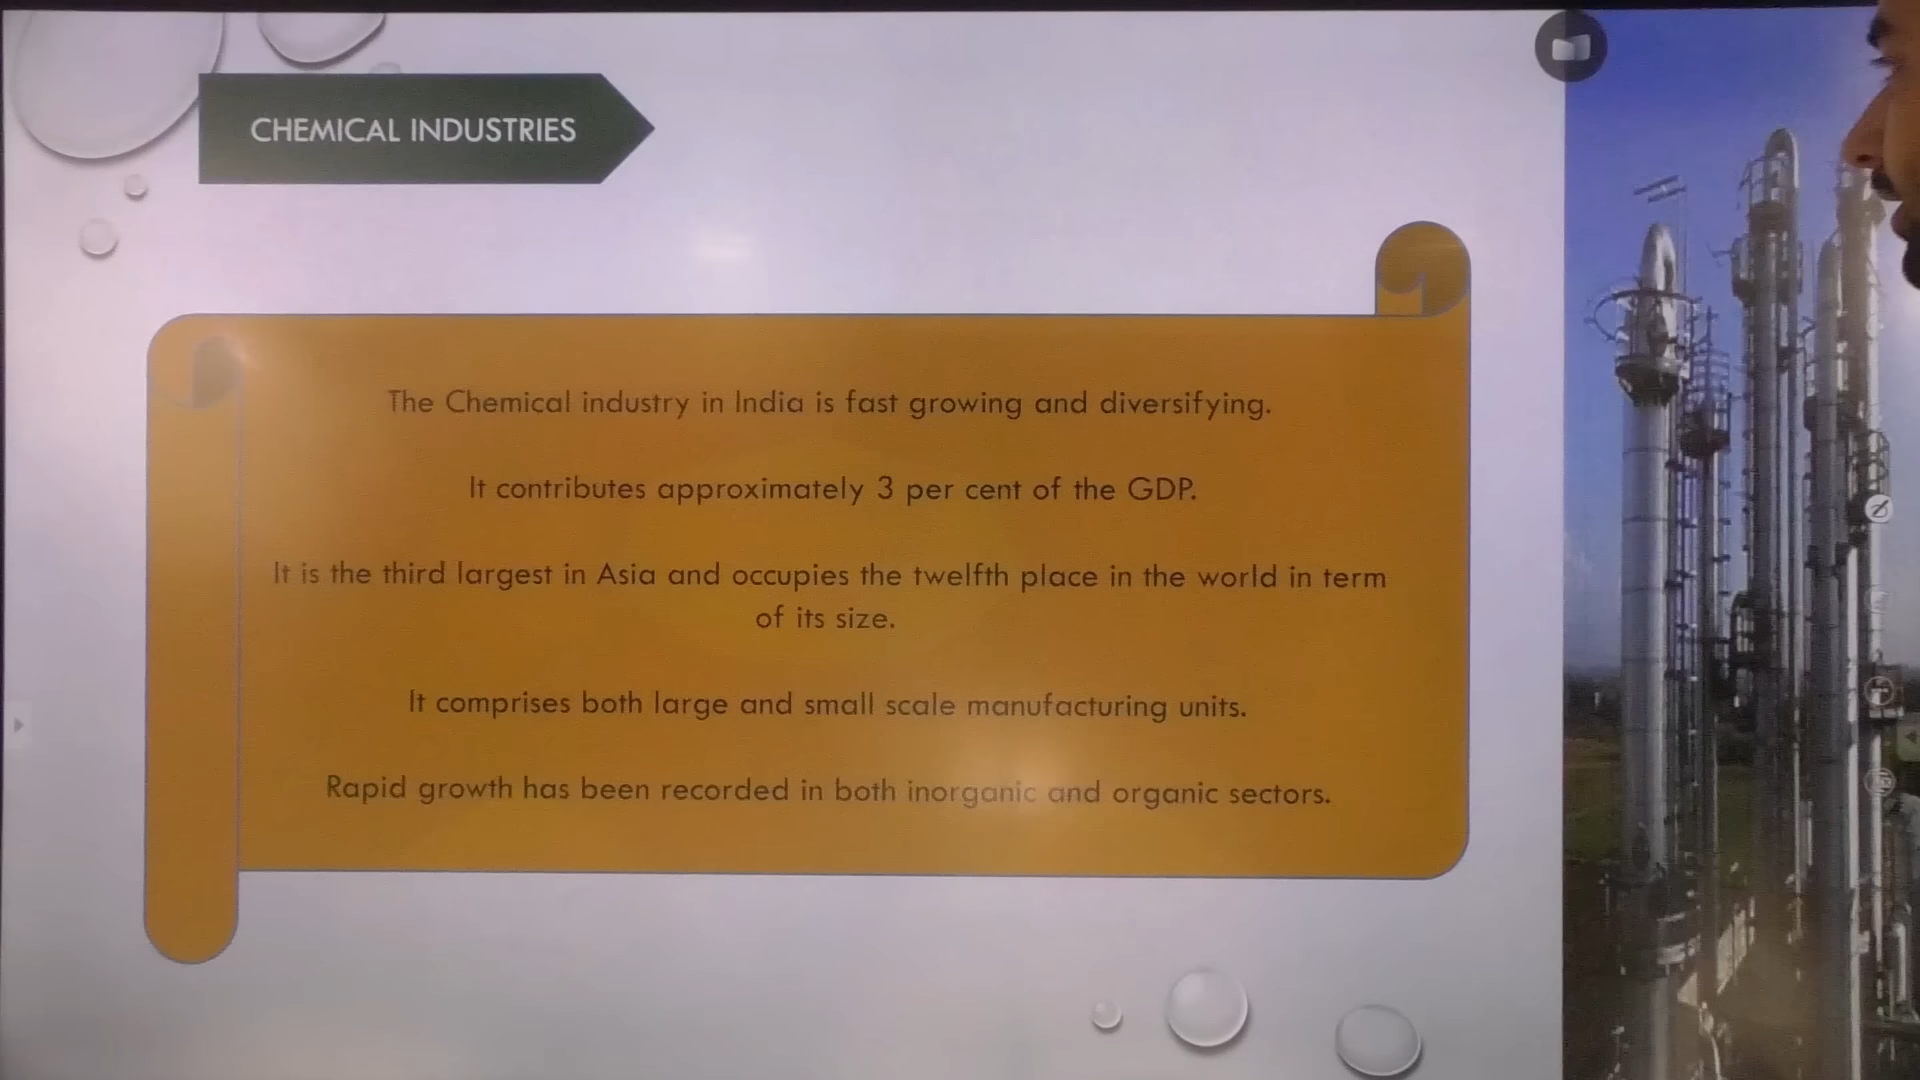 CHEMICAL INDUSTRIES
The Chemical industry in India is fast growing and diversifying.
It contributes approximately 3 per cent of the GDP.
It is the third largest in Asia and occupies the twelfth place in the world in term
of its size.
It comprises both large and small scale manufacturing units.
Rapid growth has been recorded in both inorganic and organic sectors.